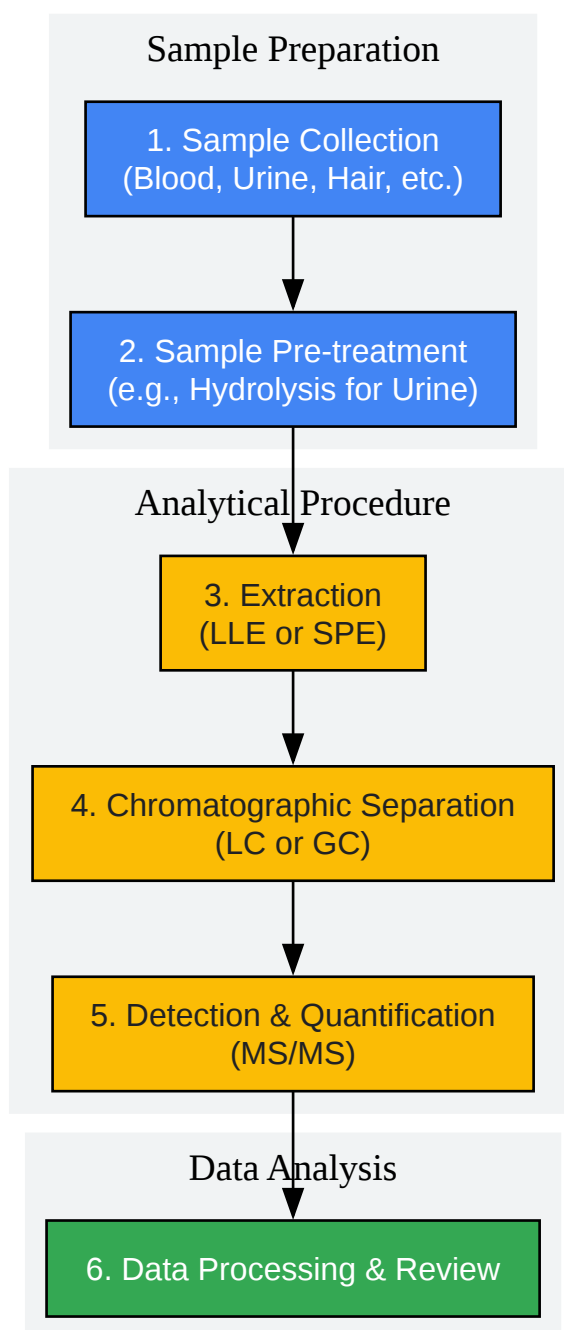 Sample Preparation
1. Sample Collection
(Blood, Urine, Hair, etc.)
2. Sample Pre-treatment
(e.g., Hydrolysis for Urine)
Analytical Procedure
3. Extraction
(LLE or SPE)
4. Chromatographic Separation
(LC or GC)
5. Detection & Quantification
(MS/MS)
Data Analysis
6. Data Processing & Review